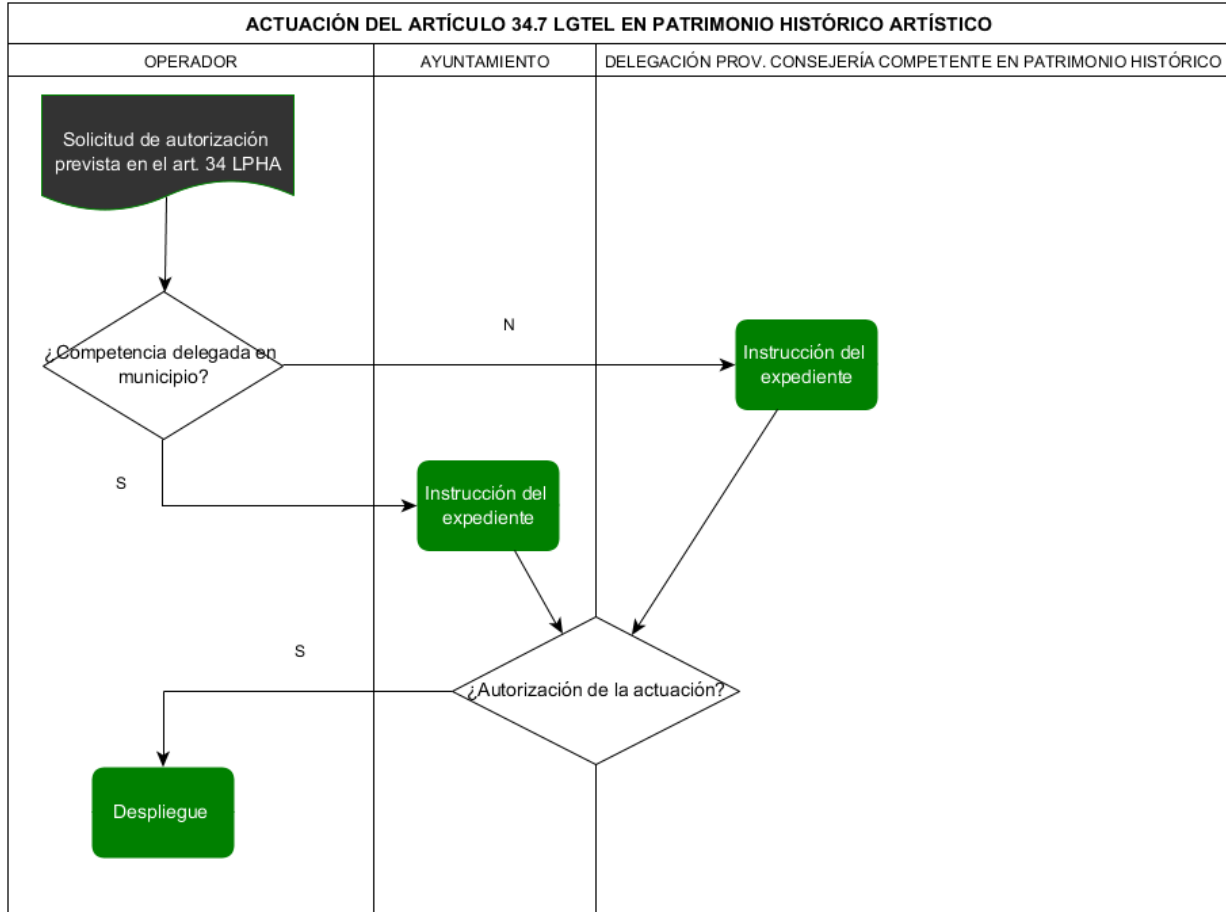 ACTUACIÓN DEL ARTÍCULO 34.7 LGTEL EN PATRIMONIO HISTÓRICO ARTÍSTICO
OPERADOR
AYUNTAMIENTO
DELEGACIÓN PROV. CONSEJERÍA COMPETENTE EN PATRIMONIO HISTÓRICO
Solicitud de autorización
prevista en el art. 34 LPHA
¿Competencia delegada en
municipio?
N
Instrucción del
expediente
S
Instrucción del
expediente
S
¿Autorización de la actuación?
Despliegue